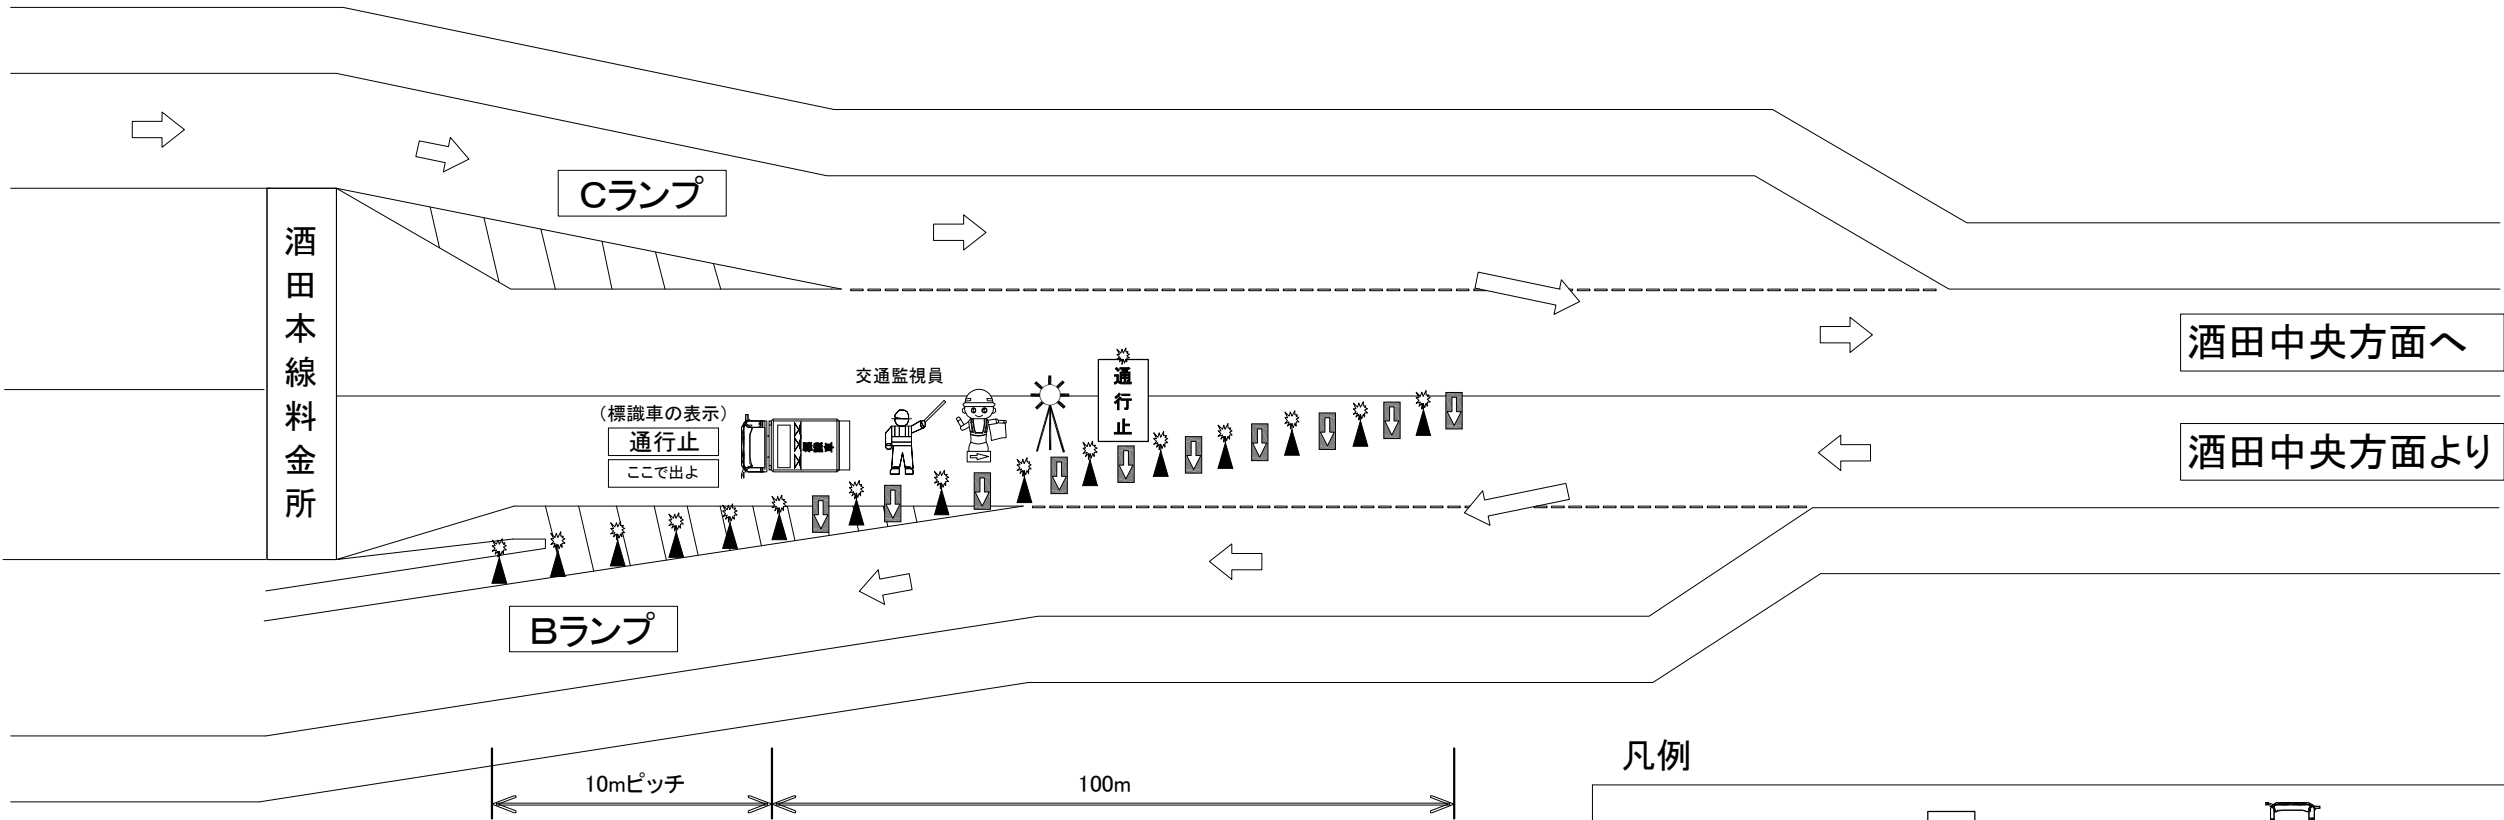 Cランプ
酒田本線料金所
酒田中央方面へ
交通監視員
通行止
(標識車の表示)
通行止
ここで出よ
酒田中央方面より
Bランプ
凡例
10mピッチ
100m